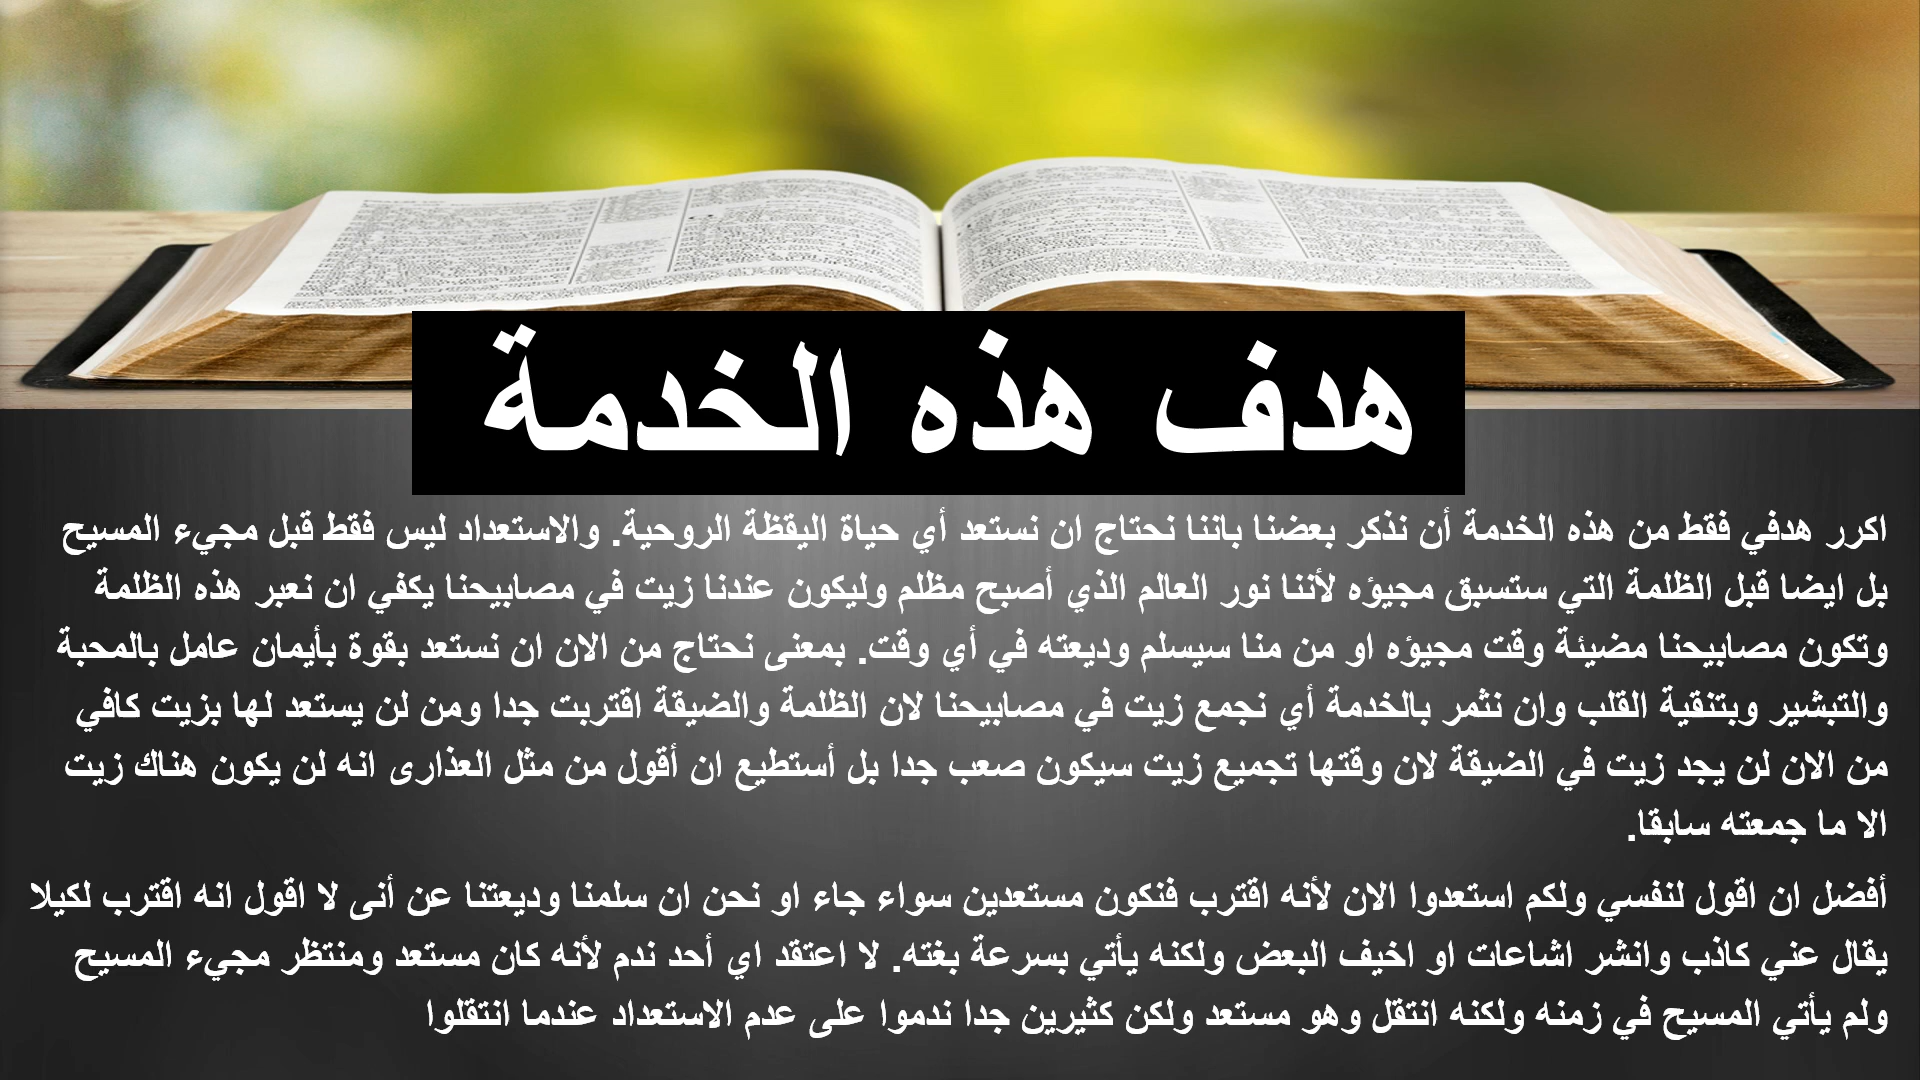 هدف هذه الخدمة
اكرر هدفي فقط من هذه الخدمة أن نذكر بعضنا باننا نحتاج ان نستعد أي حياة اليقظة الروحية. والاستعداد ليس فقط قبل مجيء المسيح
بل ايضا قبل الظلمة التي ستسبق مجيؤه لأننا نور العالم الذي أصبح مظلم وليكون عندنا زيت في مصابيحنا يكفي ان نعبر هذه الظلمة
وتكون مصابيحنا مضيئة وقت مجيؤه او من منا سيسلم وديعته في أي وقت. بمعنى نحتاج من الان ان نستعد بقوة بأيمان عامل بالمحبة
والتبشير وبتنقية القلب وان نثمر بالخدمة أي نجمع زيت في مصابيحنا لان الظلمة والضيقة اقتربت جدا ومن لن يستعد لها بزيت كافي
من الان لن يجد زيت في الضيقة لان وقتها تجميع زيت سيكون صعب جدا بل أستطيع ان أقول من مثل العذارى انه لن يكون هناك زيت
الا ما جمعته سابقا.
أفضل ان اقول لنفسي ولكم استعدوا الان لأنه اقترب فنكون مستعدين سواء جاء او نحن ان سلمنا وديعتنا عن أنى لا اقول انه اقترب لكيلا
يقال عني كاذب وانشر اشاعات او اخيف البعض ولكنه يأتي بسرعة بغته. لا اعتقد اي أحد ندم لأنه كان مستعد ومنتظر مجيء المسيح
ولم يأتي المسيح في زمنه ولكنه انتقل وهو مستعد ولكن كثيرين جدا ندموا على عدم الاستعداد عندما انتقلوا